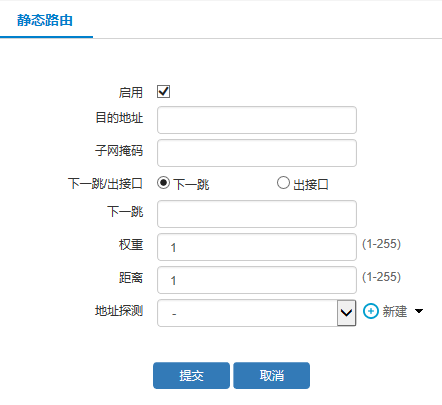 静态路由
启用
目的地址
子网掩码
下一跳/出接口 下一跳 出接口
下一跳
权重 1 (1-255)
距离 1 (1-255)
地址探测 - 新建
提交 取消